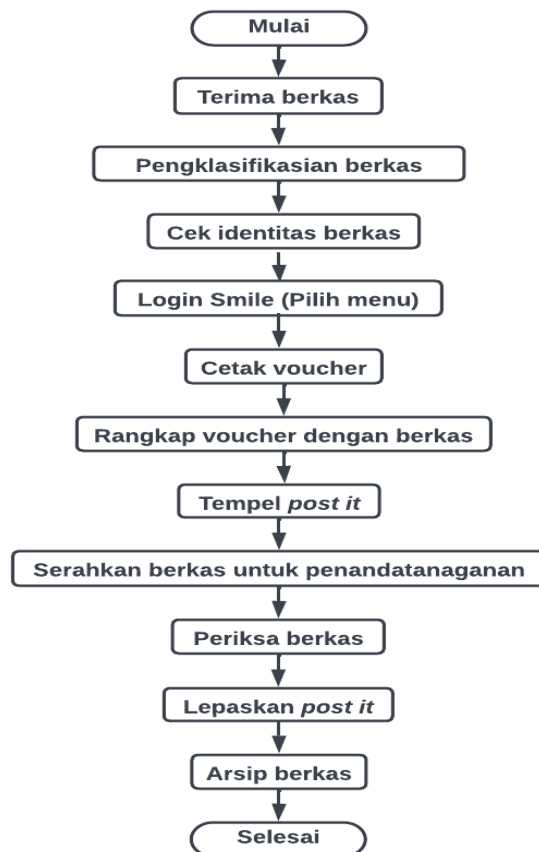 Mulai
Terima berkas
Pengklasifikasian berkas
Cek identitas berkas
Login Smile (Pilih menu)
Cetak voucher
Rangkap voucher dengan berkas
Tempel post it
Serahkan berkas untuk penandatanaganan
Periksa berkas
Lepaskan post it
Arsip berkas
Selesai